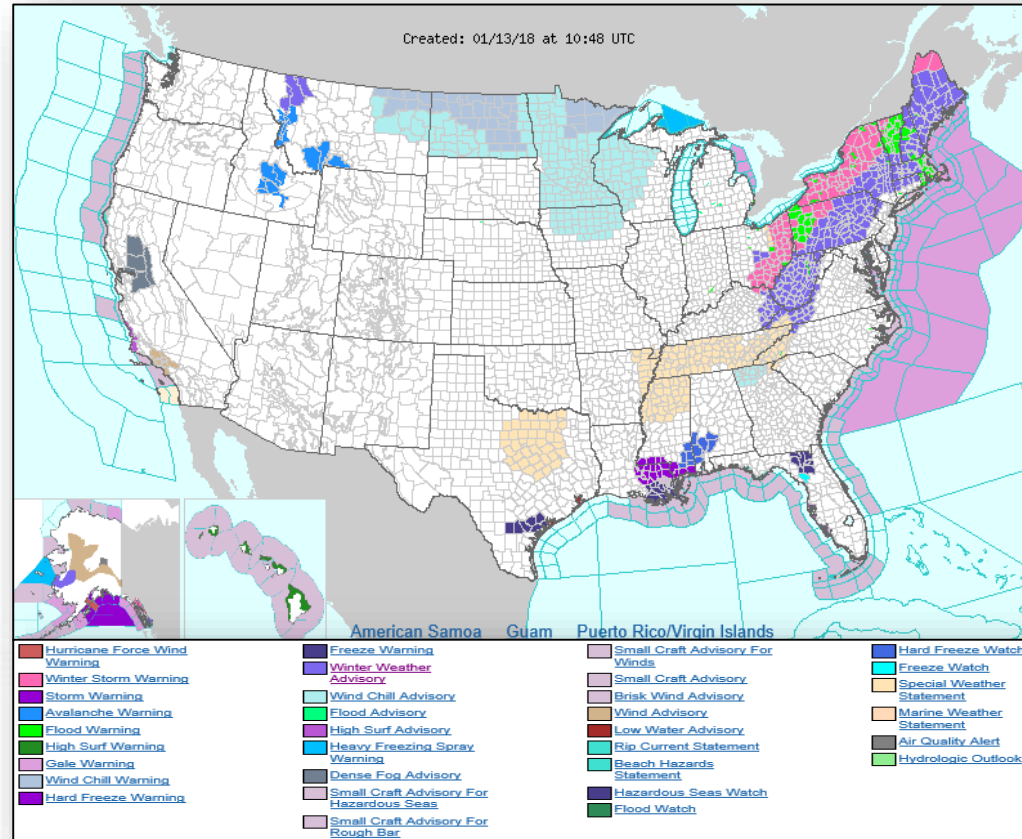 Created: 01/13/18 at 10:48 UTC
American Samoa Guam Puerto Rico/Virgin Islands
Hurricane Force Wind
Warning
Winter Storm Warning
Storm Warning
Avalanche Warning
Flood Warning
High Surf Warning
Gale Warning
Wind Chill Warning
Hard Freeze Warning
Freeze Warning
Winter Weather
Advisory
Wind Chill Advisory
Flood Advisory
High Surf Advisory
Heavy Freezing Spray
Warning
Dense Fog Advisory
Small Craft Advisory For
Hazardous Seas
Small Craft Advisory For
Rough Bar
Small Craft Advisory For
Winds
Small Craft Advisory
Brisk Wind Advisory
Wind Advisory
Low Water Advisory
Rip Current Statement
Beach Hazards
Statement
Hazardous Seas Watch
Flood Watch
Hard Freeze Watch
Freeze Watch
Special Weather
Statement
Marine Weather
Statement
Air Quality Alert
Hydrologic Outlook